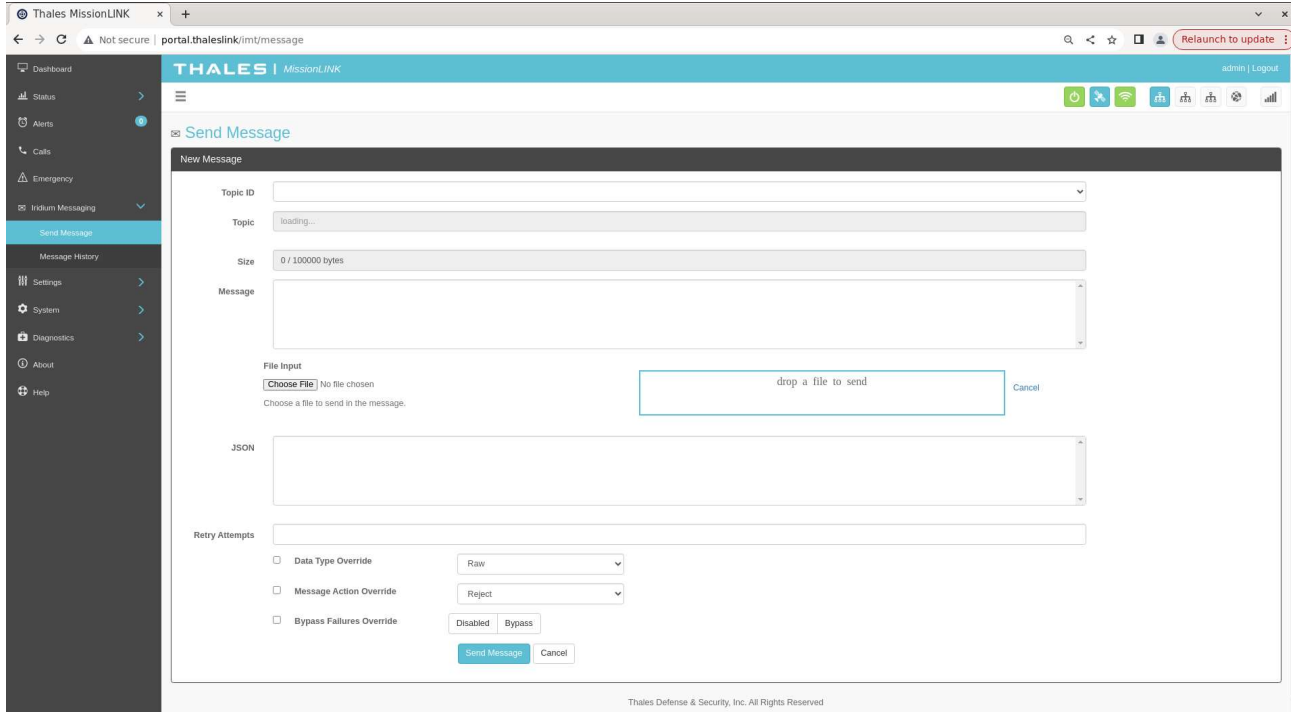 Thales MissionLINK
Not secure portal.thaleslink/imt/message
Relaunch to update
Dashboard
THALES | MissionLINK
admin | Logout
Status
Alerts
0
Calls
Emergency
Iridium Messaging
Send Message
Message History
Settings
System
Diagnostics
About
Help
Send Message
New Message
Topic ID
Topic
loading...
Size
0 / 100000 bytes
Message
File Input
Choose File No file chosen
Choose a file to send in the message.
drop a file to send
Cancel
JSON
Retry Attempts
Data Type Override
Raw
Message Action Override
Reject
Bypass Failures Override
Disabled Bypass
Send Message Cancel
Thales Defense & Security, Inc. All Rights Reserved